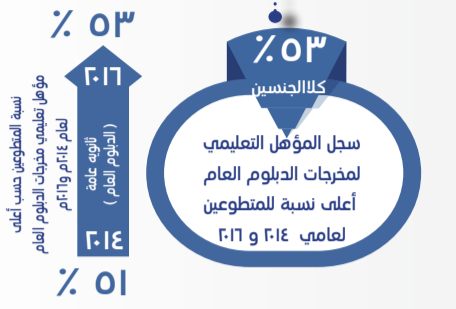 ٥٣ ٪
كلاالجنسين
سجل المؤهل التعليمي
لمخرجات الدبلوم العام
أعلى نسبة للمتطوعين
لعامي ٢٠١٤ و ٢٠١٦
٥٣ ٪
٢٠١٦
ثانوية عامة
( الدبلوم العام )
٢٠١٤
٥١ ٪
نسبة المتطوعين حسب أعلى
مؤهل تعليمي مخرجات الدبلوم العام
لعام ٢٠١٤م و٢٠١٦م